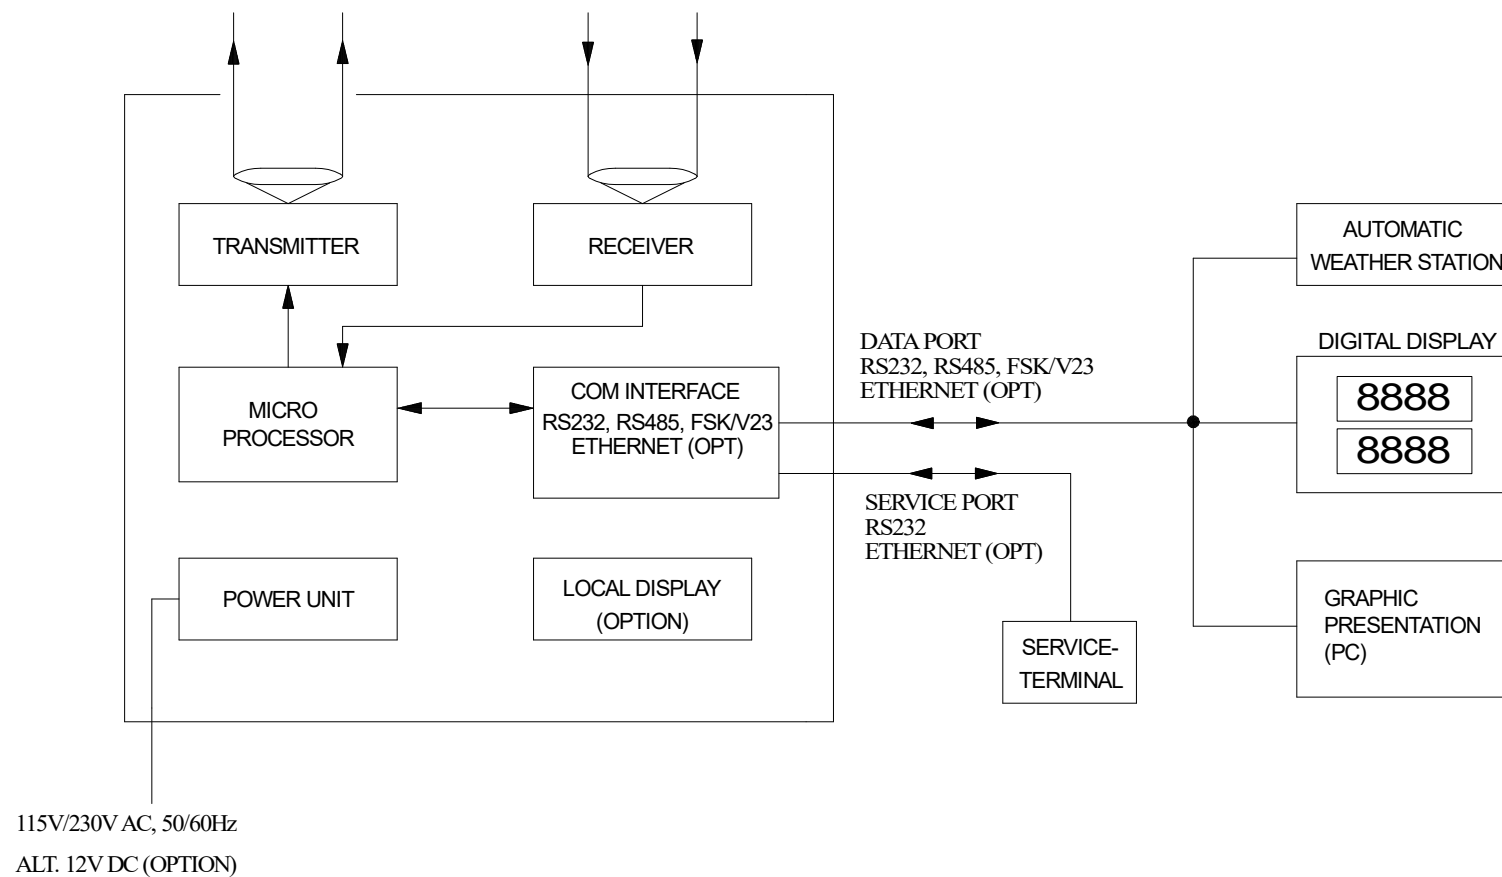 TRANSMITTER
RECEIVER
AUTOMATIC
WEATHER STATION
DATA PORT
RS232, RS485, FSK/V23
ETHERNET (OPT)
DIGITAL DISPLAY
8888
8888
MICRO
PROCESSOR
COM INTERFACE
RS232, RS485, FSK/V23
ETHERNET (OPT)
SERVICE PORT
RS232
ETHERNET (OPT)
POWER UNIT
LOCAL DISPLAY
(OPTION)
SERVICE-
TERMINAL
GRAPHIC
PRESENTATION
(PC)
115V/230V AC, 50/60Hz
ALT. 12V DC (OPTION)